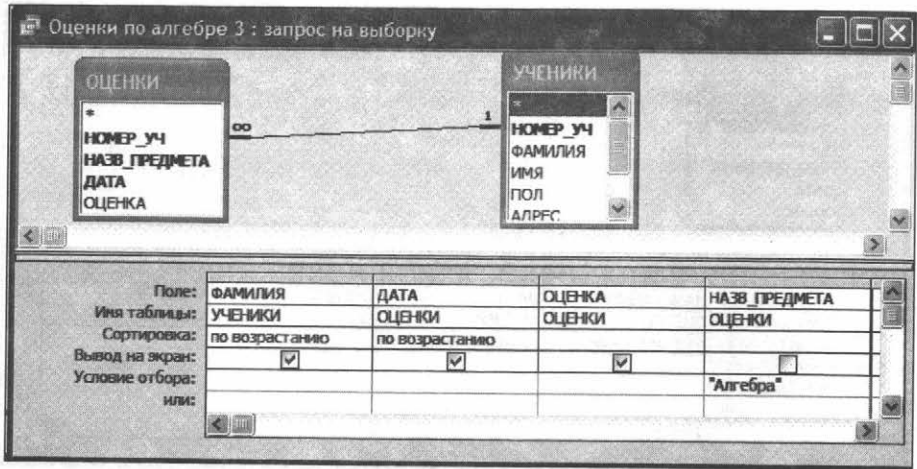 Оценки по алгебре 3 : запрос на выборку
ОЦЕНКИ
*
НОМЕР_УЧ
НАЗВ_ПРЕДМЕТА
ДАТА
ОЦЕНКА
∞
1
УЧЕНИКИ
*
НОМЕР_УЧ
ФАМИЛИЯ
ИМЯ
ПОЛ
АДРЕС
Поле: ФАМИЛИЯ ДАТА ОЦЕНКА НАЗВ_ПРЕДМЕТА
Имя таблицы: УЧЕНИКИ ОЦЕНКИ ОЦЕНКИ ОЦЕНКИ
Сортировка: по возрастанию по возрастанию
Вывод на экран:
Условие отбора: "Алгебра"
или: